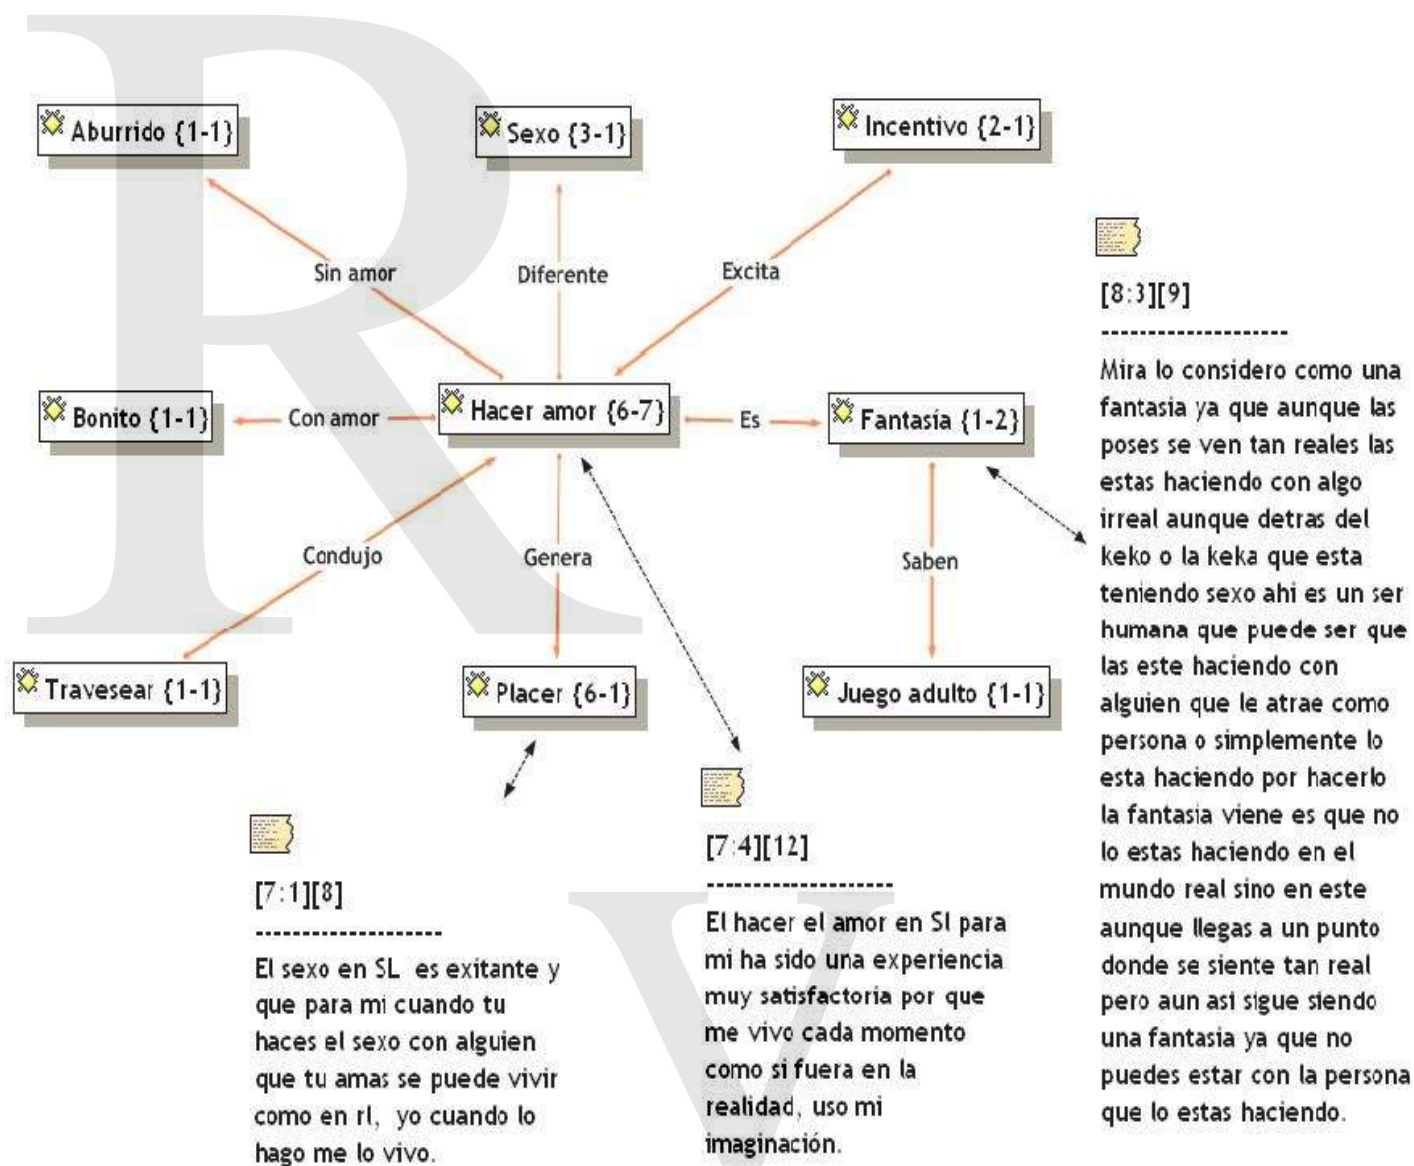 Aburrido {1-1}
Sexo {3-1}
Incentivo {2-1}
Sin amor
Diferente
Excita
Bonito {1-1}
Con amor
Hacer amor {6-7}
Es
Fantasía {1-2}
Condujo
Genera
Saben
Travesear {1-1}
Placer {6-1}
Juego adulto {1-1}
[7:1][8]
--------------------
El sexo en SL es exitante y
que para mi cuando tu
haces el sexo con alguien
que tu amas se puede vivir
como en rl, yo cuando lo
hago me lo vivo.
[7:4][12]
--------------------
El hacer el amor en Sl para
mi ha sido una experiencia
muy satisfactoria por que
me vivo cada momento
como si fuera en la
realidad, uso mi
imaginación.
[8:3][9]
--------------------
Mira lo considero como una
fantasia ya que aunque las
poses se ven tan reales las
estas haciendo con algo
irreal aunque detras del
keko o la keka que esta
teniendo sexo ahi es un ser
humana que puede ser que
las este haciendo con
alguien que le atrae como
persona o simplemente lo
esta haciendo por hacerlo
la fantasia viene es que no
lo estas haciendo en el
mundo real sino en este
aunque llegas a un punto
donde se siente tan real
pero aun asi sigue siendo
una fantasia ya que no
puedes estar con la persona
que lo estas haciendo.
R
v